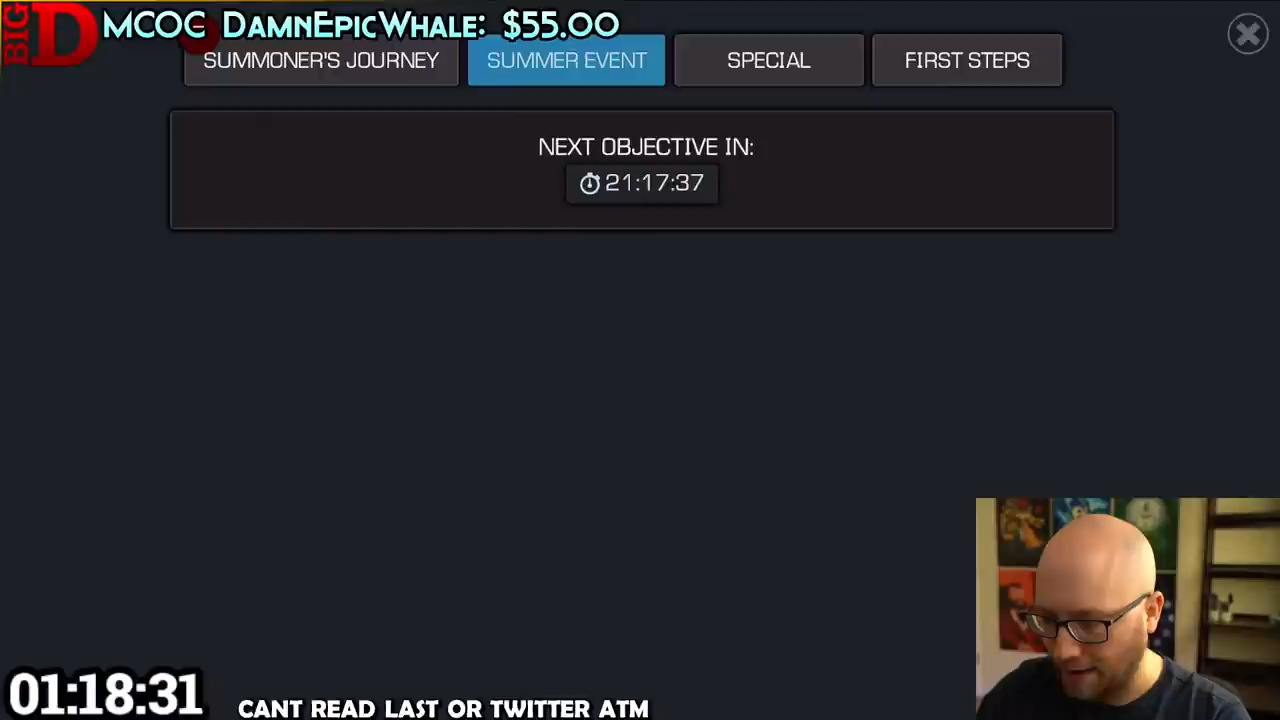 BIG D MCOC DAMNEPICWHALE: $55.00
SUMMONER'S JOURNEY SUMMER EVENT SPECIAL FIRST STEPS
NEXT OBJECTIVE IN:
21:17:37
01:18:31 CANT READ LAST OR TWITTER ATM